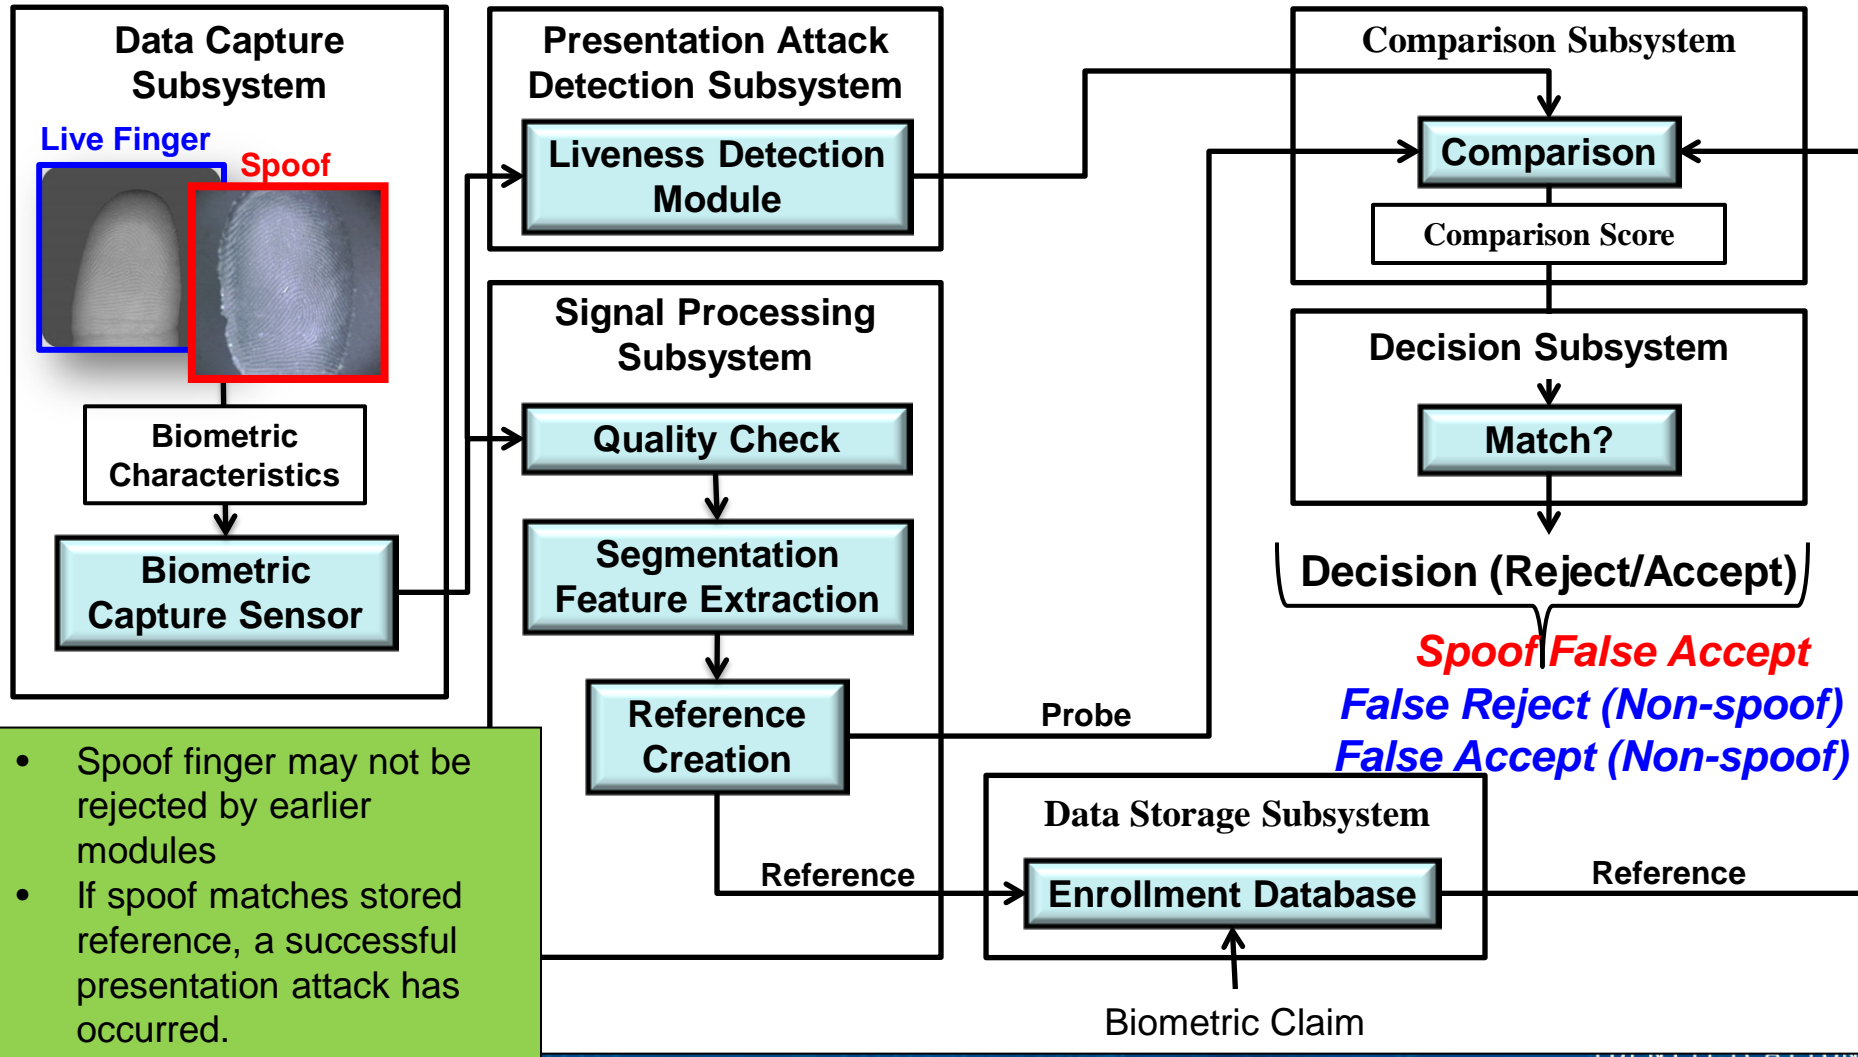 Data Capture
Subsystem
Live Finger
Spoof
Biometric
Characteristics
Biometric
Capture Sensor
Presentation Attack
Detection Subsystem
Liveness Detection
Module
Signal Processing
Subsystem
Quality Check
Segmentation
Feature Extraction
Reference
Creation
Probe
Reference
Comparison Subsystem
Comparison
Comparison Score
Decision Subsystem
Match?
Decision (Reject/Accept)
Spoof False Accept
False Reject (Non-spoof)
False Accept (Non-spoof)
Data Storage Subsystem
Enrollment Database
Reference
Biometric Claim
• Spoof finger may not be
rejected by earlier
modules
• If spoof matches stored
reference, a successful
presentation attack has
occurred.